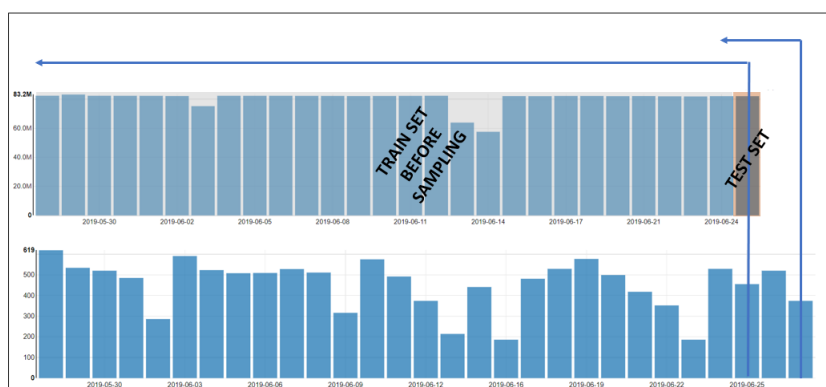 83.2M
60.0M
40.0M
20.0M
0
TRAIN SET
BEFORE
SAMPLING
TEST SET
2019-05-30 2019-06-02 2019-06-05 2019-06-08 2019-06-11 2019-06-14 2019-06-17 2019-06-21 2019-06-24
619
500
400
300
200
100
0
2019-05-30 2019-06-03 2019-06-06 2019-06-09 2019-06-12 2019-06-16 2019-06-19 2019-06-22 2019-06-25